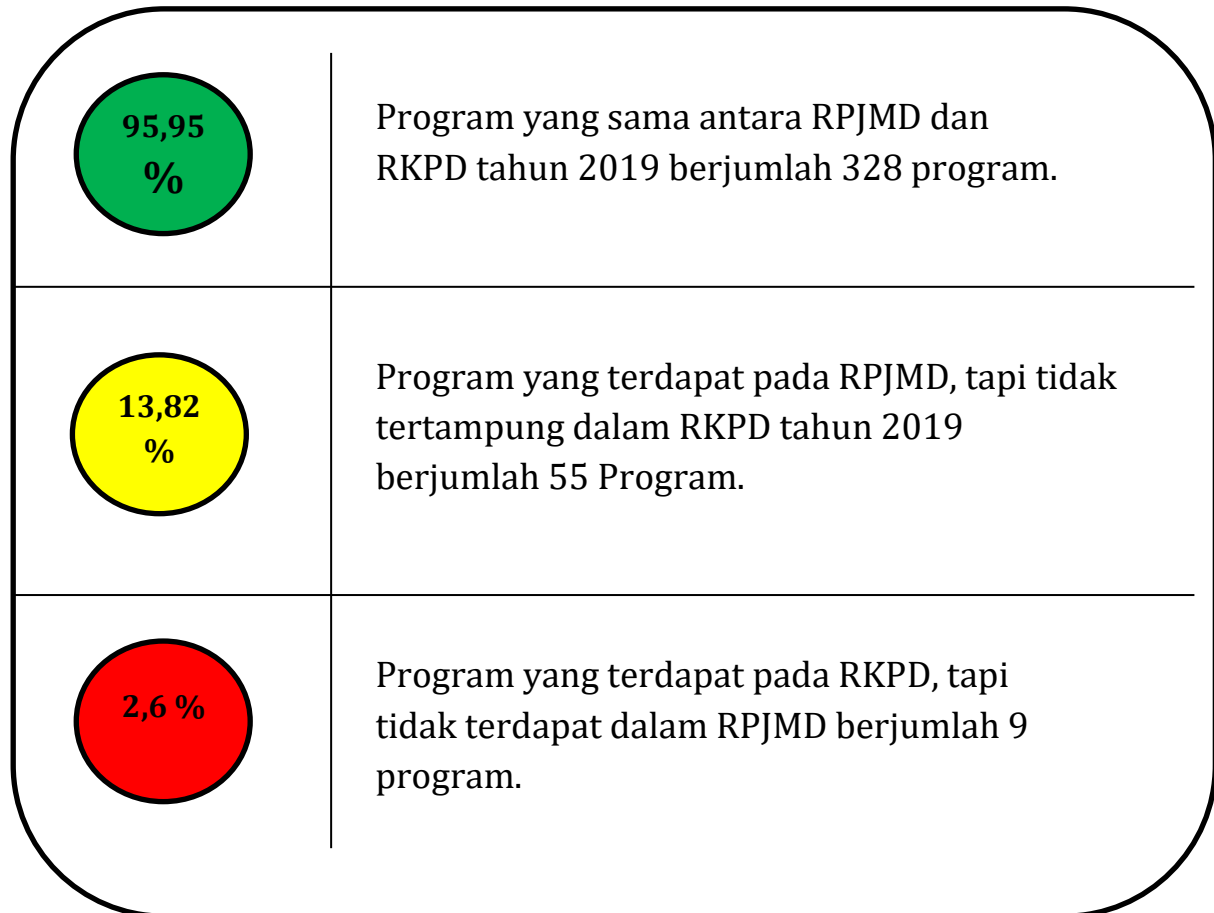 95,95
%
Program yang sama antara RPJMD dan
RKPD tahun 2019 berjumlah 328 program.
13,82
%
Program yang terdapat pada RPJMD, tapi tidak
tertampung dalam RKPD tahun 2019
berjumlah 55 Program.
2,6 %
Program yang terdapat pada RKPD, tapi
tidak terdapat dalam RPJMD berjumlah 9
program.